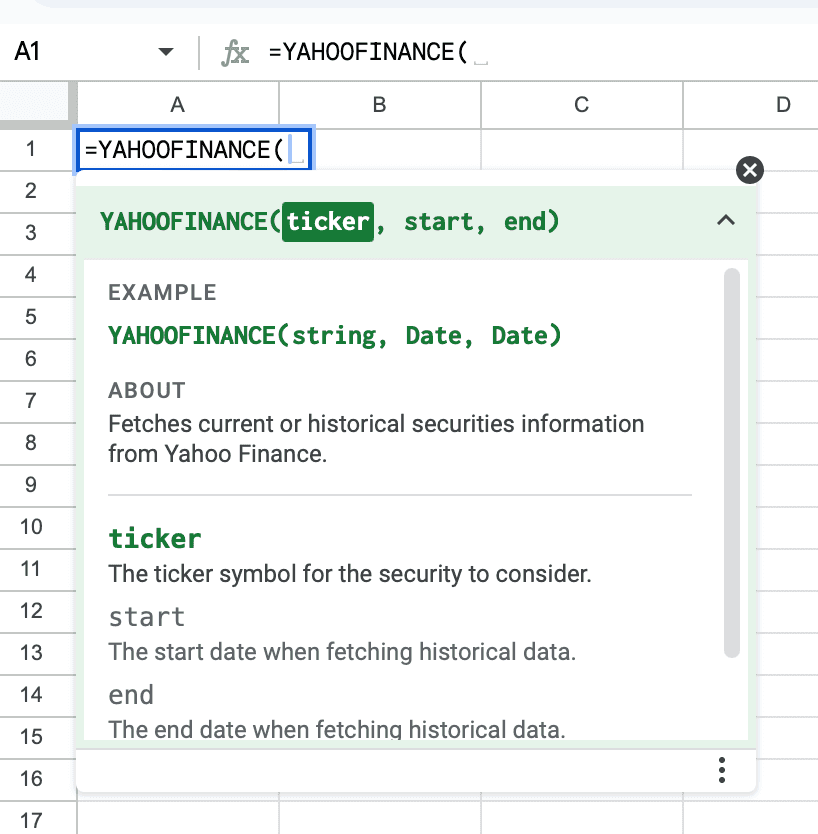 A1 fx =YAHOOFINANCE(
A B C D
1 =YAHOOFINANCE(
2
YAHOOFINANCE(ticker, start, end)
3
4
EXAMPLE
5
YAHOOFINANCE(string, Date, Date)
6
7
ABOUT
8
Fetches current or historical securities information
from Yahoo Finance.
9
10
ticker
11
The ticker symbol for the security to consider.
12
start
13
The start date when fetching historical data.
14
end
15
The end date when fetching historical data.
16
17